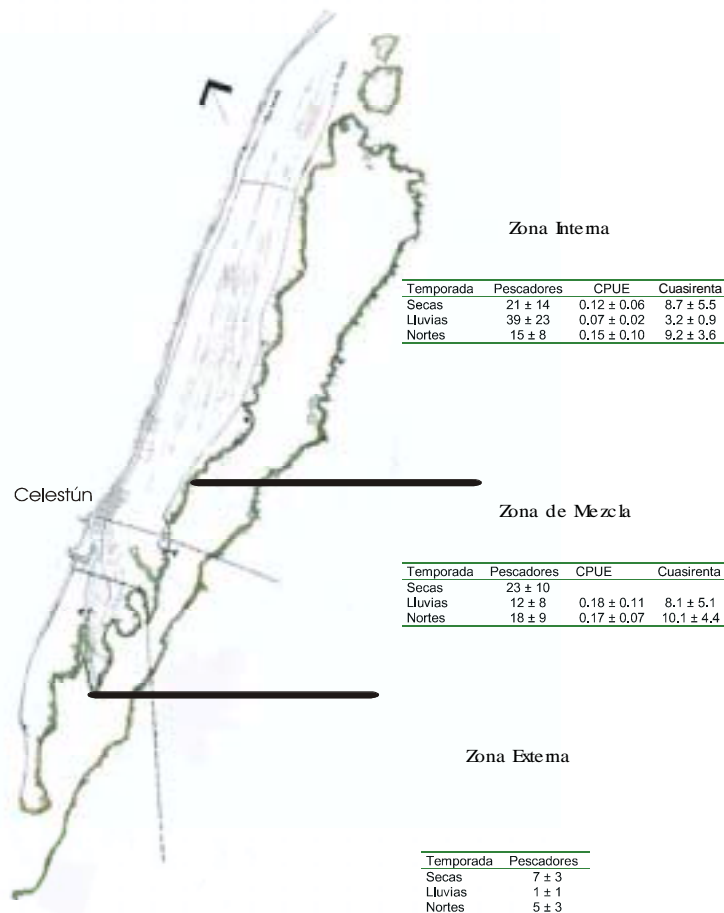 Zona Interna
Temporada Pescadores CPUE Cuasirenta
Secas 21 ± 14 0.12 ± 0.06 8.7 ± 5.5
Lluvias 39 ± 23 0.07 ± 0.02 3.2 ± 0.9
Nortes 15 ± 8 0.15 ± 0.10 9.2 ± 3.6
Celestún
Zona de Mezcla
Temporada Pescadores CPUE Cuasirenta
Secas 23 ± 10
Lluvias 12 ± 8 0.18 ± 0.11 8.1 ± 5.1
Nortes 18 ± 9 0.17 ± 0.07 10.1 ± 4.4
Zona Externa
Temporada Pescadores
Secas 7 ± 3
Lluvias 1 ± 1
Nortes 5 ± 3